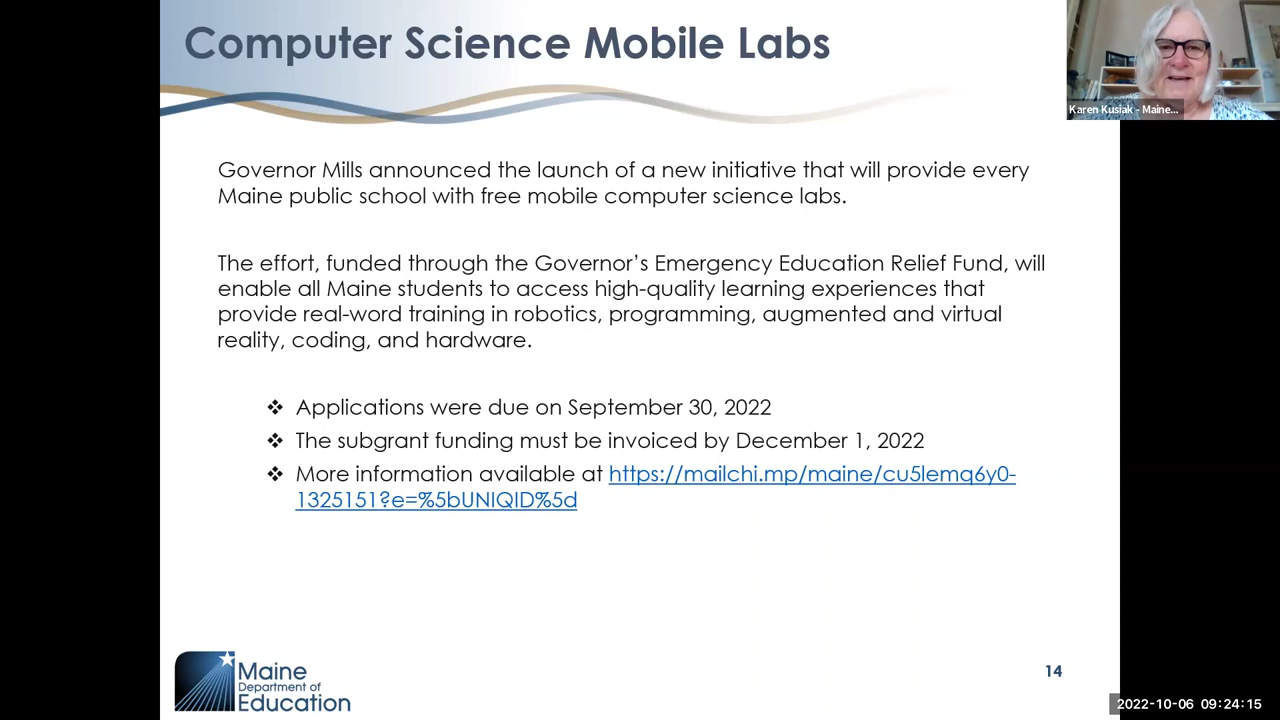 Computer Science Mobile Labs
Karen Kusiak - Maine...
Governor Mills announced the launch of a new initiative that will provide every
Maine public school with free mobile computer science labs.
The effort, funded through the Governor’s Emergency Education Relief Fund, will
enable all Maine students to access high-quality learning experiences that
provide real-word training in robotics, programming, augmented and virtual
reality, coding, and hardware.
❖ Applications were due on September 30, 2022
❖ The subgrant funding must be invoiced by December 1, 2022
❖ More information available at https://mailchi.mp/maine/cu5lemq6y0-
1325151?e=%5bUNIQID%5d
Maine
Department of
Education
14
2022-10-06 09:24:15